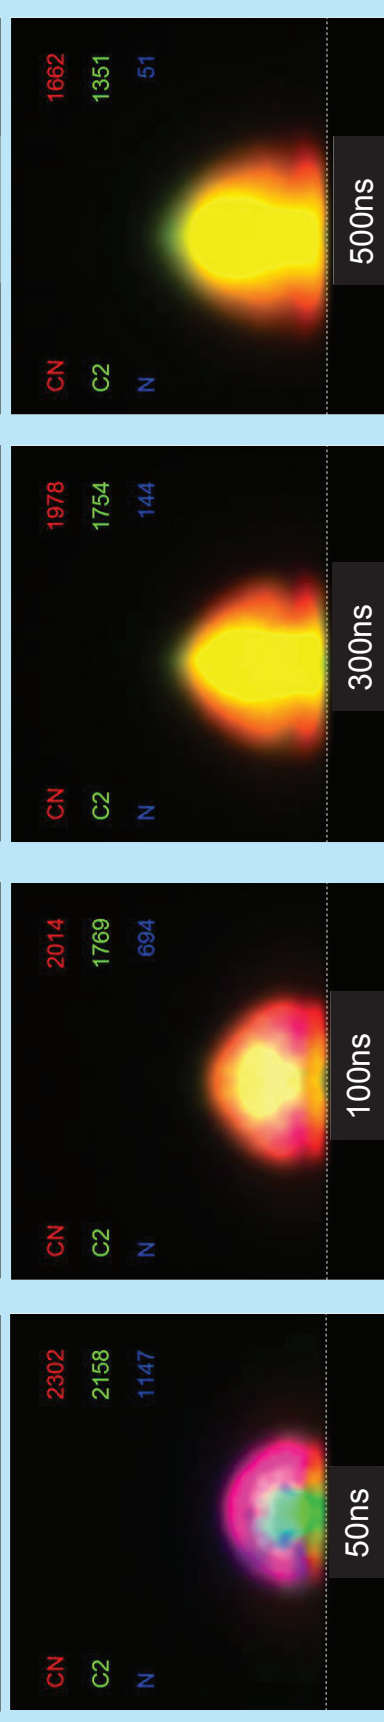 CN 2302
C2 2158
N 1147
50ns
CN 2014
C2 1769
N 694
100ns
CN 1978
C2 1754
N 144
300ns
CN 1662
C2 1351
N 51
500ns